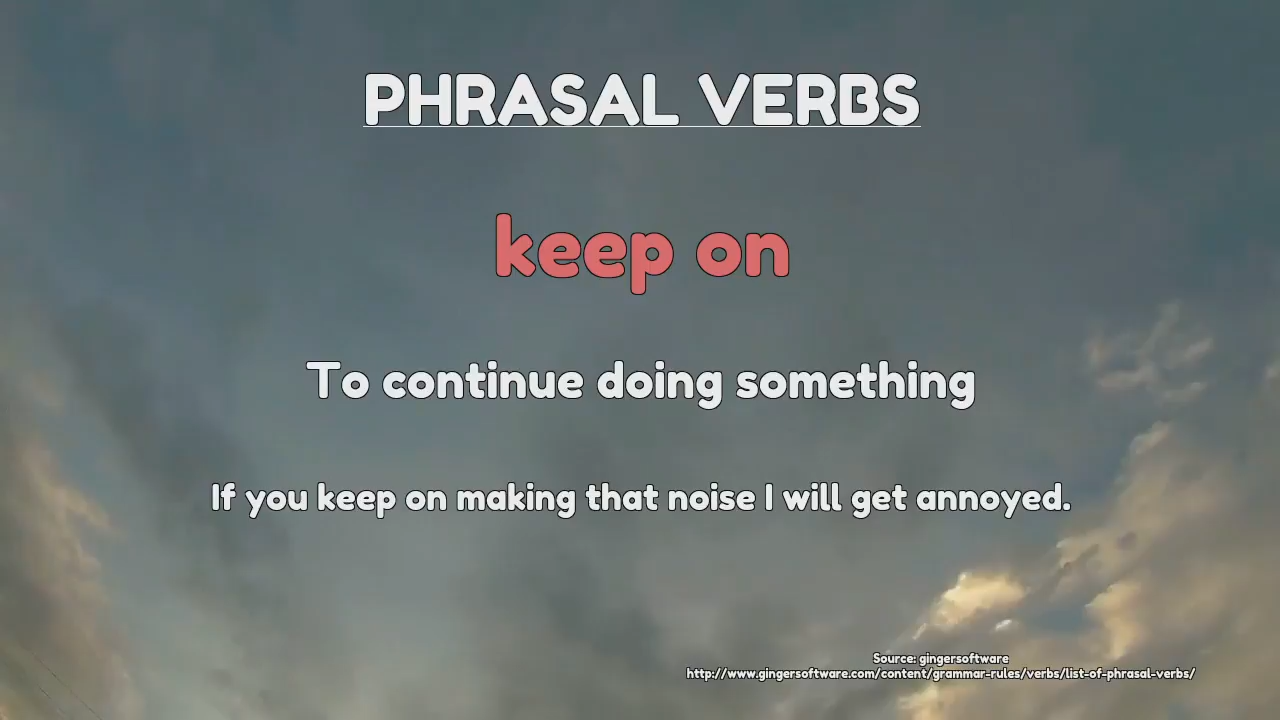 PHRASAL VERBS
keep on
To continue doing something
If you keep on making that noise I will get annoyed.
Source: gingersoftware
http://www.gingersoftware.com/content/grammar-rules/verbs/list-of-phrasal-verbs/